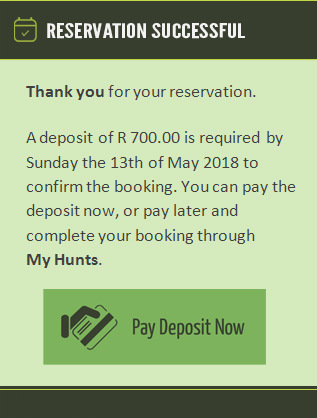 RESERVATION SUCCESSFUL
Thank you for your reservation.
A deposit of R 700.00 is required by
Sunday the 13th of May 2018 to
confirm the booking. You can pay the
deposit now, or pay later and
complete your booking through
My Hunts.
Pay Deposit Now